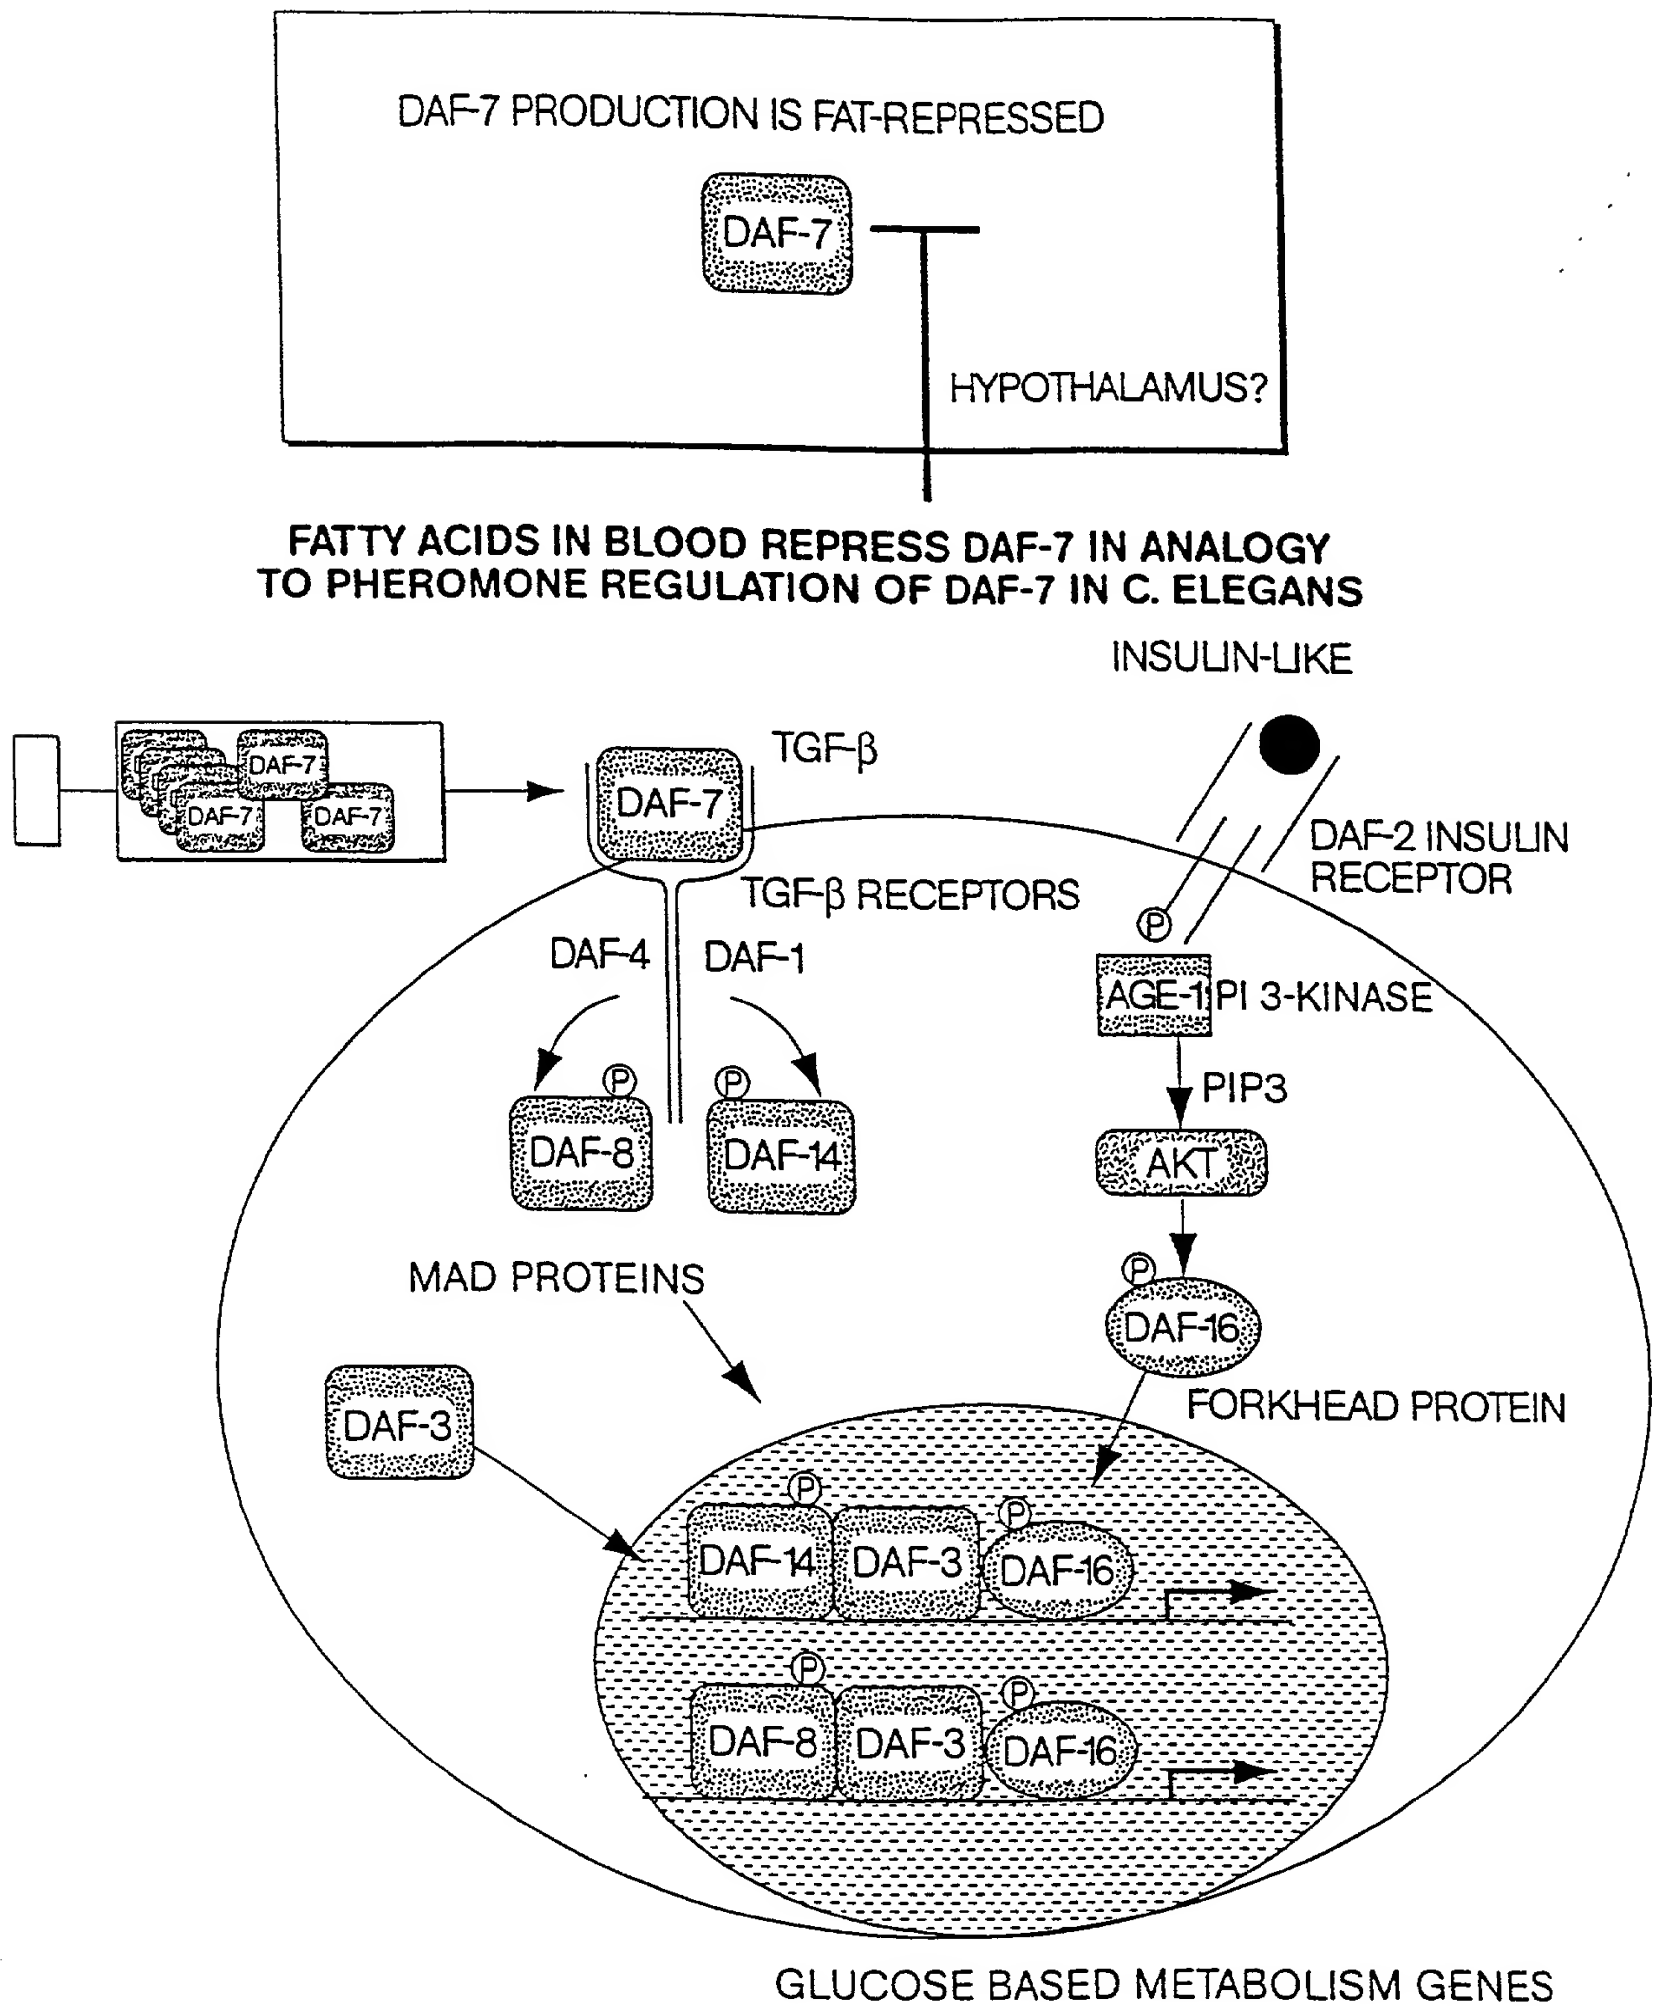 DAF-7 PRODUCTION IS FAT-REPRESSED
DAF-7
HYPOTHALAMUS?
FATTY ACIDS IN BLOOD REPRESS DAF-7 IN ANALOGY
TO PHEROMONE REGULATION OF DAF-7 IN C. ELEGANS
INSULIN-LIKE
DAF-7
DAF-7
DAF-7
DAF-7
TGF-β
DAF-2 INSULIN
RECEPTOR
TGF-β RECEPTORS
DAF-4
DAF-1
P
AGE-1
PI 3-KINASE
P
P
PIP3
DAF-8
DAF-14
AKT
MAD PROTEINS
P
DAF-16
FORKHEAD PROTEIN
DAF-3
P
P
DAF-14
DAF-3
DAF-16
P
P
DAF-8
DAF-3
DAF-16
GLUCOSE BASED METABOLISM GENES